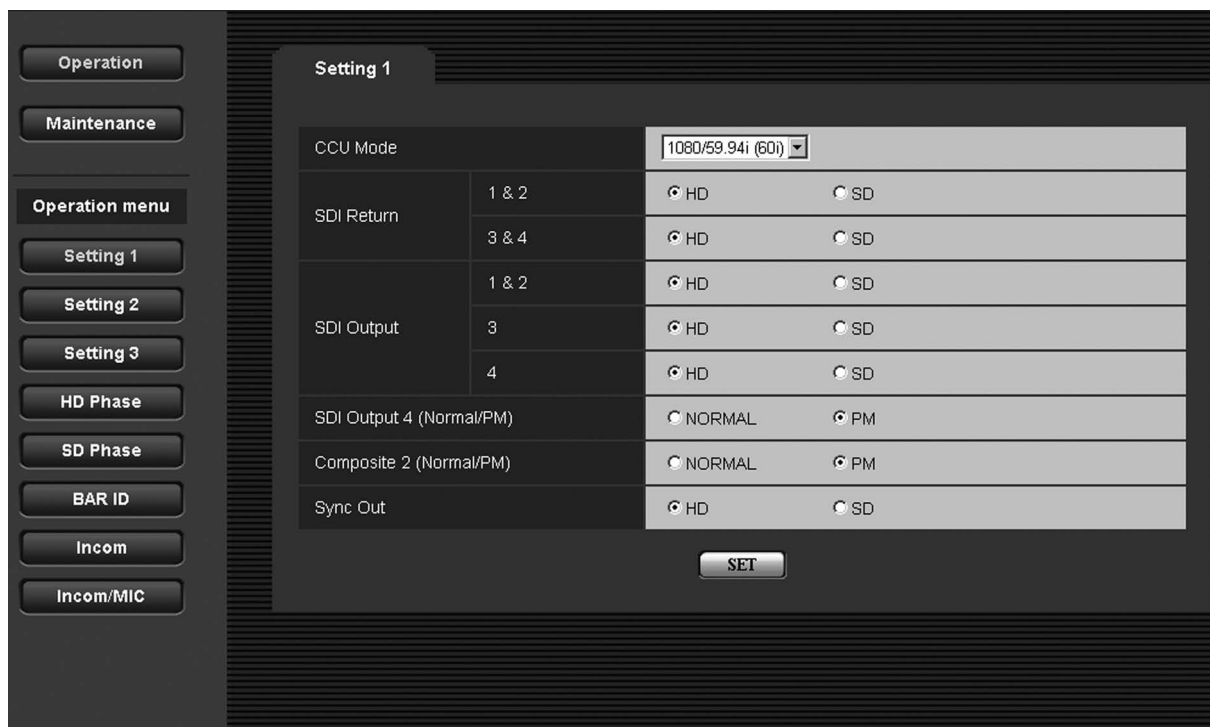 Operation
Maintenance
Operation menu
Setting 1
Setting 2
Setting 3
HD Phase
SD Phase
BAR ID
Incom
Incom/MIC
Setting 1
CCU Mode 1080/59.94i (60i)
SDI Return 1 & 2 HD SD
3 & 4 HD SD
SDI Output 1 & 2 HD SD
3 HD SD
4 HD SD
SDI Output 4 (Normal/PM) NORMAL PM
Composite 2 (Normal/PM) NORMAL PM
Sync Out HD SD
SET